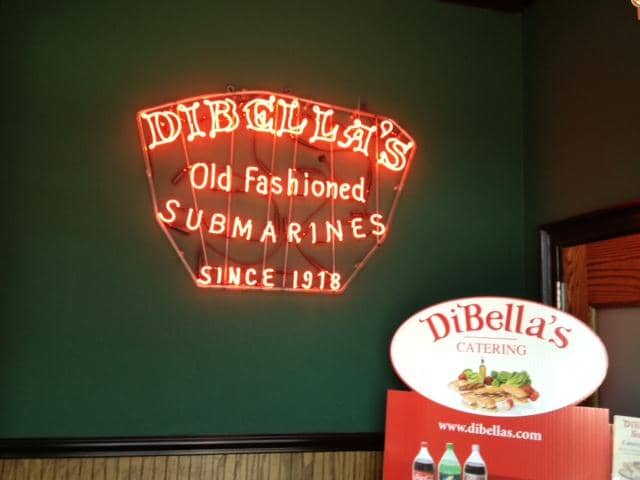 DIBELLA'S
Old Fashioned
SUBMARINES
SINCE 1918
DiBella's
CATERING
www.dibellas.com